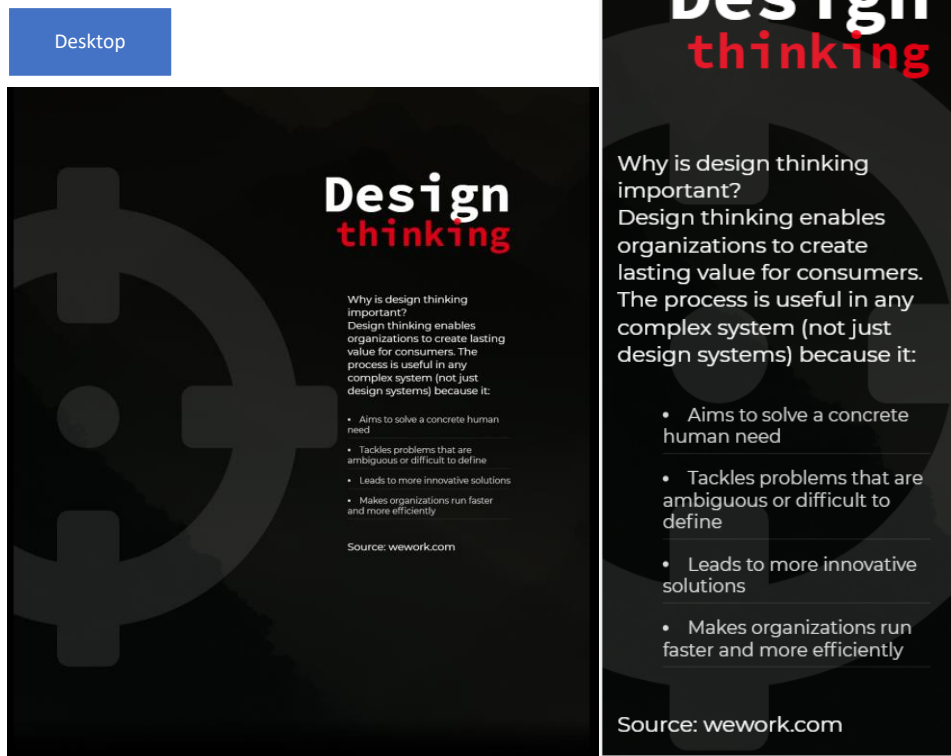 Desktop
Design
thinking
Why is design thinking
important?
Design thinking enables
organizations to create lasting
value for consumers. The
process is useful in any
complex system (not just
design systems) because it:
• Aims to solve a concrete human
need
• Tackles problems that are
ambiguous or difficult to define
• Leads to more innovative solutions
• Makes organizations run faster
and more efficiently
Source: wework.com
Design
thinking
Why is design thinking
important?
Design thinking enables
organizations to create
lasting value for consumers.
The process is useful in any
complex system (not just
design systems) because it:
• Aims to solve a concrete
human need
• Tackles problems that are
ambiguous or difficult to
define
• Leads to more innovative
solutions
• Makes organizations run
faster and more efficiently
Source: wework.com